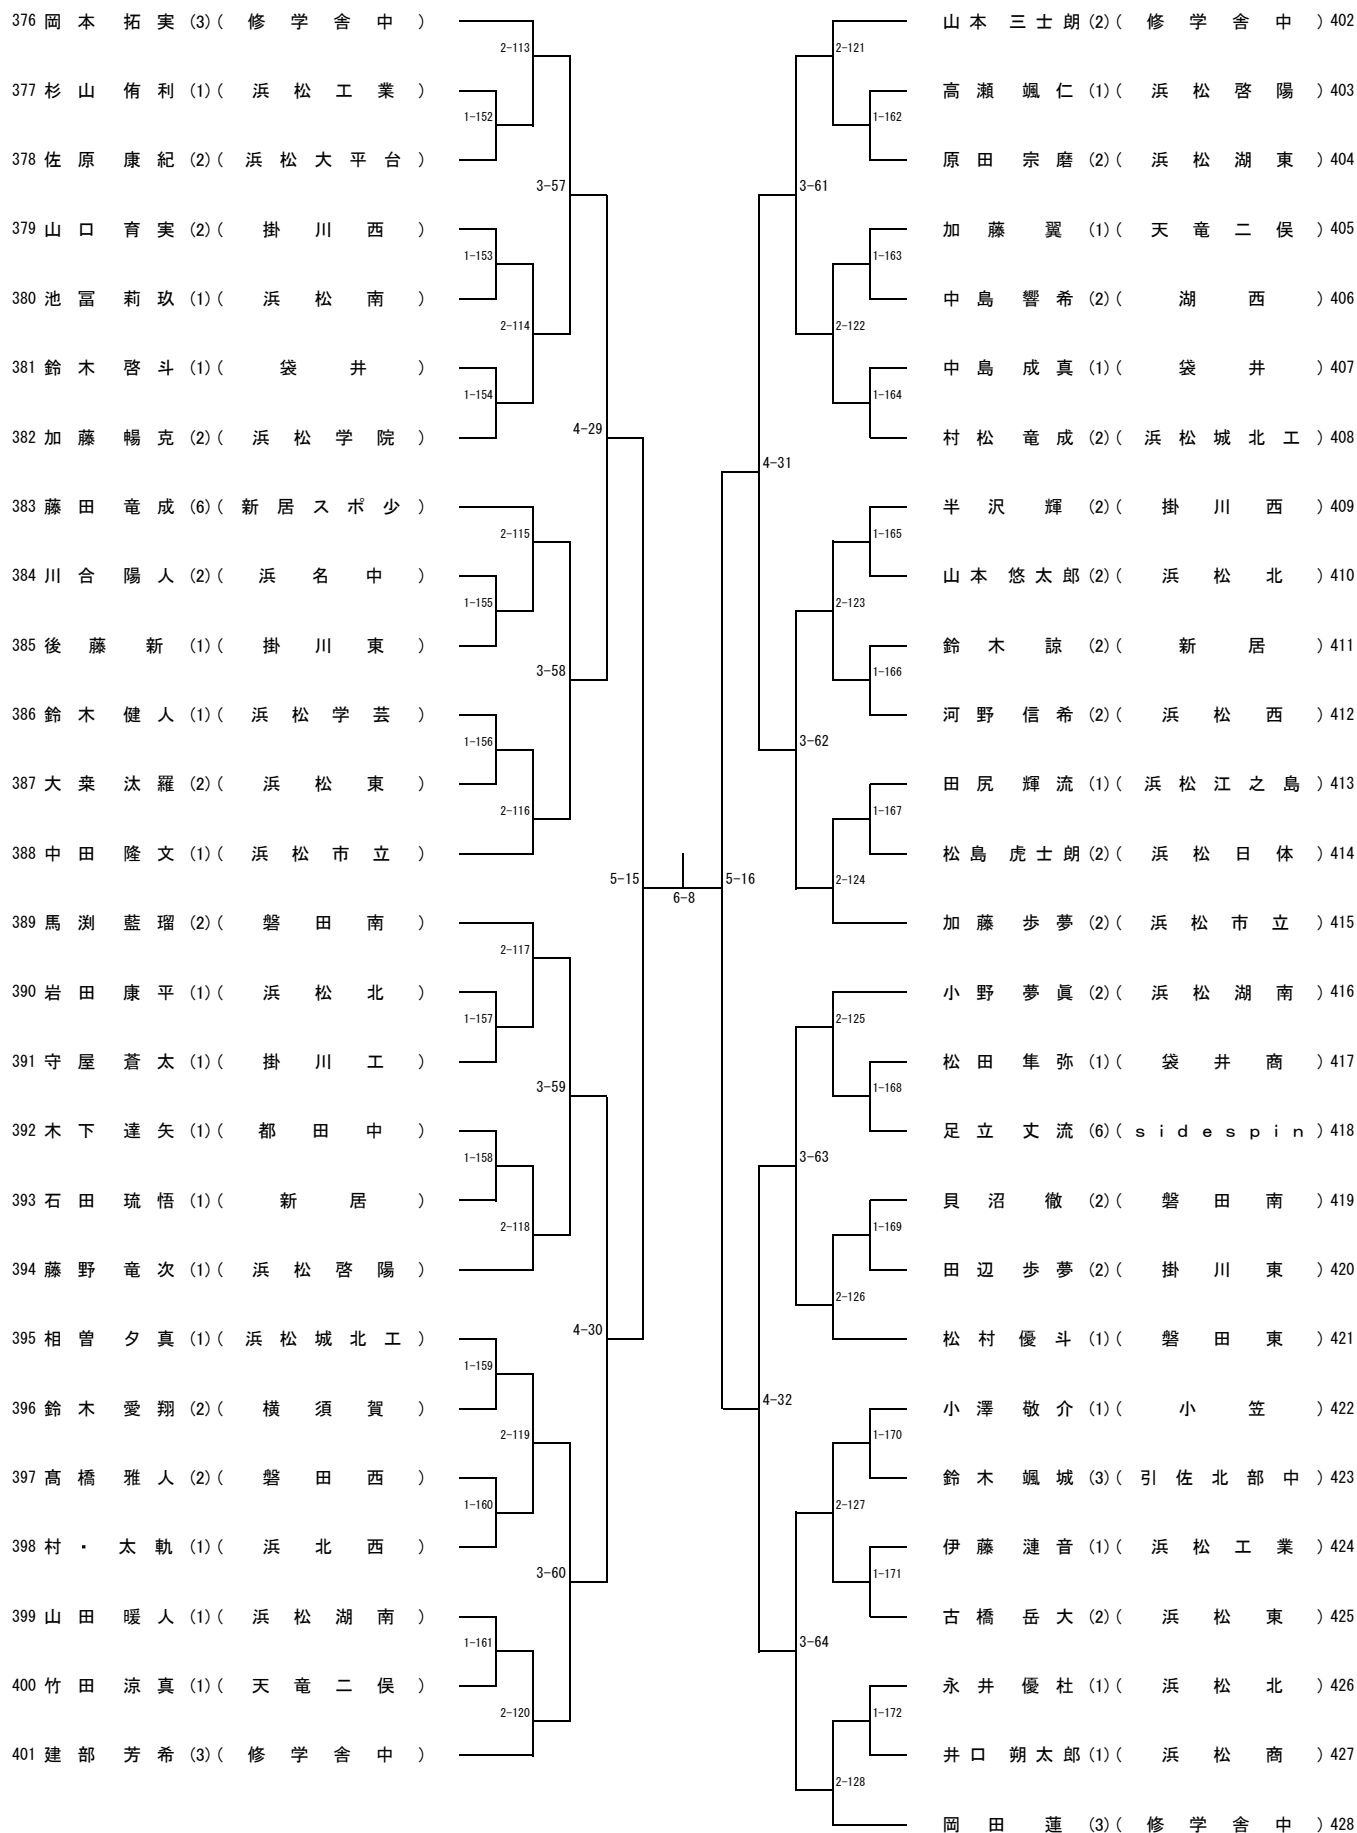 376 岡本 拓実 (3) ( 修学舎中 )
2-113
377 杉山 侑利 (1) ( 浜松工業 )
1-152
378 佐原 康紀 (2) ( 浜松大平台 )
3-57
379 山口 育実 (2) ( 掛川西 )
1-153
380 池冨 莉玖 (1) ( 浜松南 )
2-114
381 鈴木 啓斗 (1) ( 袋井 )
1-154
382 加藤 暢克 (2) ( 浜松学院 )
4-29
383 藤田 竜成 (6) ( 新居スポ少 )
2-115
384 川合 陽人 (2) ( 浜名中 )
1-155
385 後藤 新 (1) ( 掛川東 )
3-58
386 鈴木 健人 (1) ( 浜松学芸 )
1-156
387 大桒 汰羅 (2) ( 浜松東 )
2-116
388 中田 隆文 (1) ( 浜松市立 )
5-15
389 馬渕 藍瑠 (2) ( 磐田南 )
2-117
390 岩田 康平 (1) ( 浜松北 )
1-157
391 守屋 蒼太 (1) ( 掛川工 )
3-59
392 木下 達矢 (1) ( 都田中 )
1-158
393 石田 琉悟 (1) ( 新居 )
2-118
394 藤野 竜次 (1) ( 浜松啓陽 )
4-30
395 相曽 夕真 (1) ( 浜松城北工 )
1-159
396 鈴木 愛翔 (2) ( 横須賀 )
2-119
397 髙橋 雅人 (2) ( 磐田西 )
1-160
398 村・ 太軌 (1) ( 浜北西 )
3-60
399 山田 暖人 (1) ( 浜松湖南 )
1-161
400 竹田 涼真 (1) ( 天竜二俣 )
2-120
401 建部 芳希 (3) ( 修学舎中 )
6-8
山本 三士朗 (2) ( 修学舎中 ) 402
2-121
高瀬 颯仁 (1) ( 浜松啓陽 ) 403
1-162
原田 宗磨 (2) ( 浜松湖東 ) 404
3-61
加藤 翼 (1) ( 天竜二俣 ) 405
1-163
中島 響希 (2) ( 湖西 ) 406
2-122
中島 成真 (1) ( 袋井 ) 407
1-164
村松 竜成 (2) ( 浜松城北工 ) 408
4-31
半沢 輝 (2) ( 掛川西 ) 409
1-165
山本 悠太郎 (2) ( 浜松北 ) 410
2-123
鈴木 諒 (2) ( 新居 ) 411
1-166
河野 信希 (2) ( 浜松西 ) 412
3-62
田尻 輝流 (1) ( 浜松江之島 ) 413
1-167
松島 虎士朗 (2) ( 浜松日体 ) 414
5-16
2-124
加藤 歩夢 (2) ( 浜松市立 ) 415
小野 夢眞 (2) ( 浜松湖南 ) 416
2-125
松田 隼弥 (1) ( 袋井商 ) 417
1-168
足立 丈流 (6) ( sidespin ) 418
3-63
貝沼 徹 (2) ( 磐田南 ) 419
1-169
田辺 歩夢 (2) ( 掛川東 ) 420
2-126
松村 優斗 (1) ( 磐田東 ) 421
4-32
小澤 敬介 (1) ( 小笠 ) 422
1-170
鈴木 颯城 (3) ( 引佐北部中 ) 423
2-127
伊藤 漣音 (1) ( 浜松工業 ) 424
1-171
古橋 岳大 (2) ( 浜松東 ) 425
3-64
永井 優杜 (1) ( 浜松北 ) 426
1-172
井口 朔太郎 (1) ( 浜松商 ) 427
2-128
岡田 蓮 (3) ( 修学舎中 ) 428